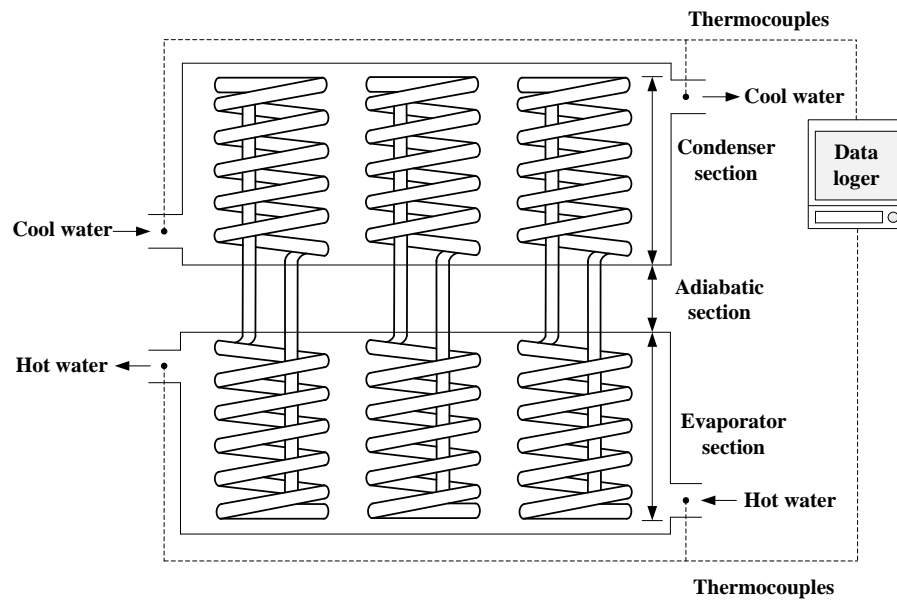 Thermocouples
Cool water
Condenser
section
Data
loger
Cool water
Adiabatic
section
Hot water
Evaporator
section
Hot water
Thermocouples